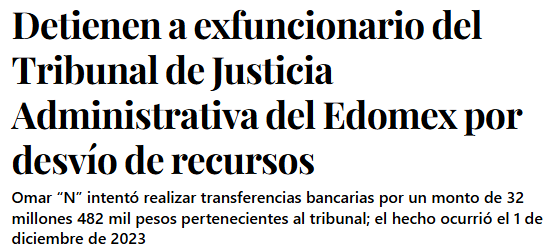 Detienen a exfuncionario del
Tribunal de Justicia
Administrativa del Edomex por
desvío de recursos
Omar “N” intentó realizar transferencias bancarias por un monto de 32
millones 482 mil pesos pertenecientes al tribunal; el hecho ocurrió el 1 de
diciembre de 2023